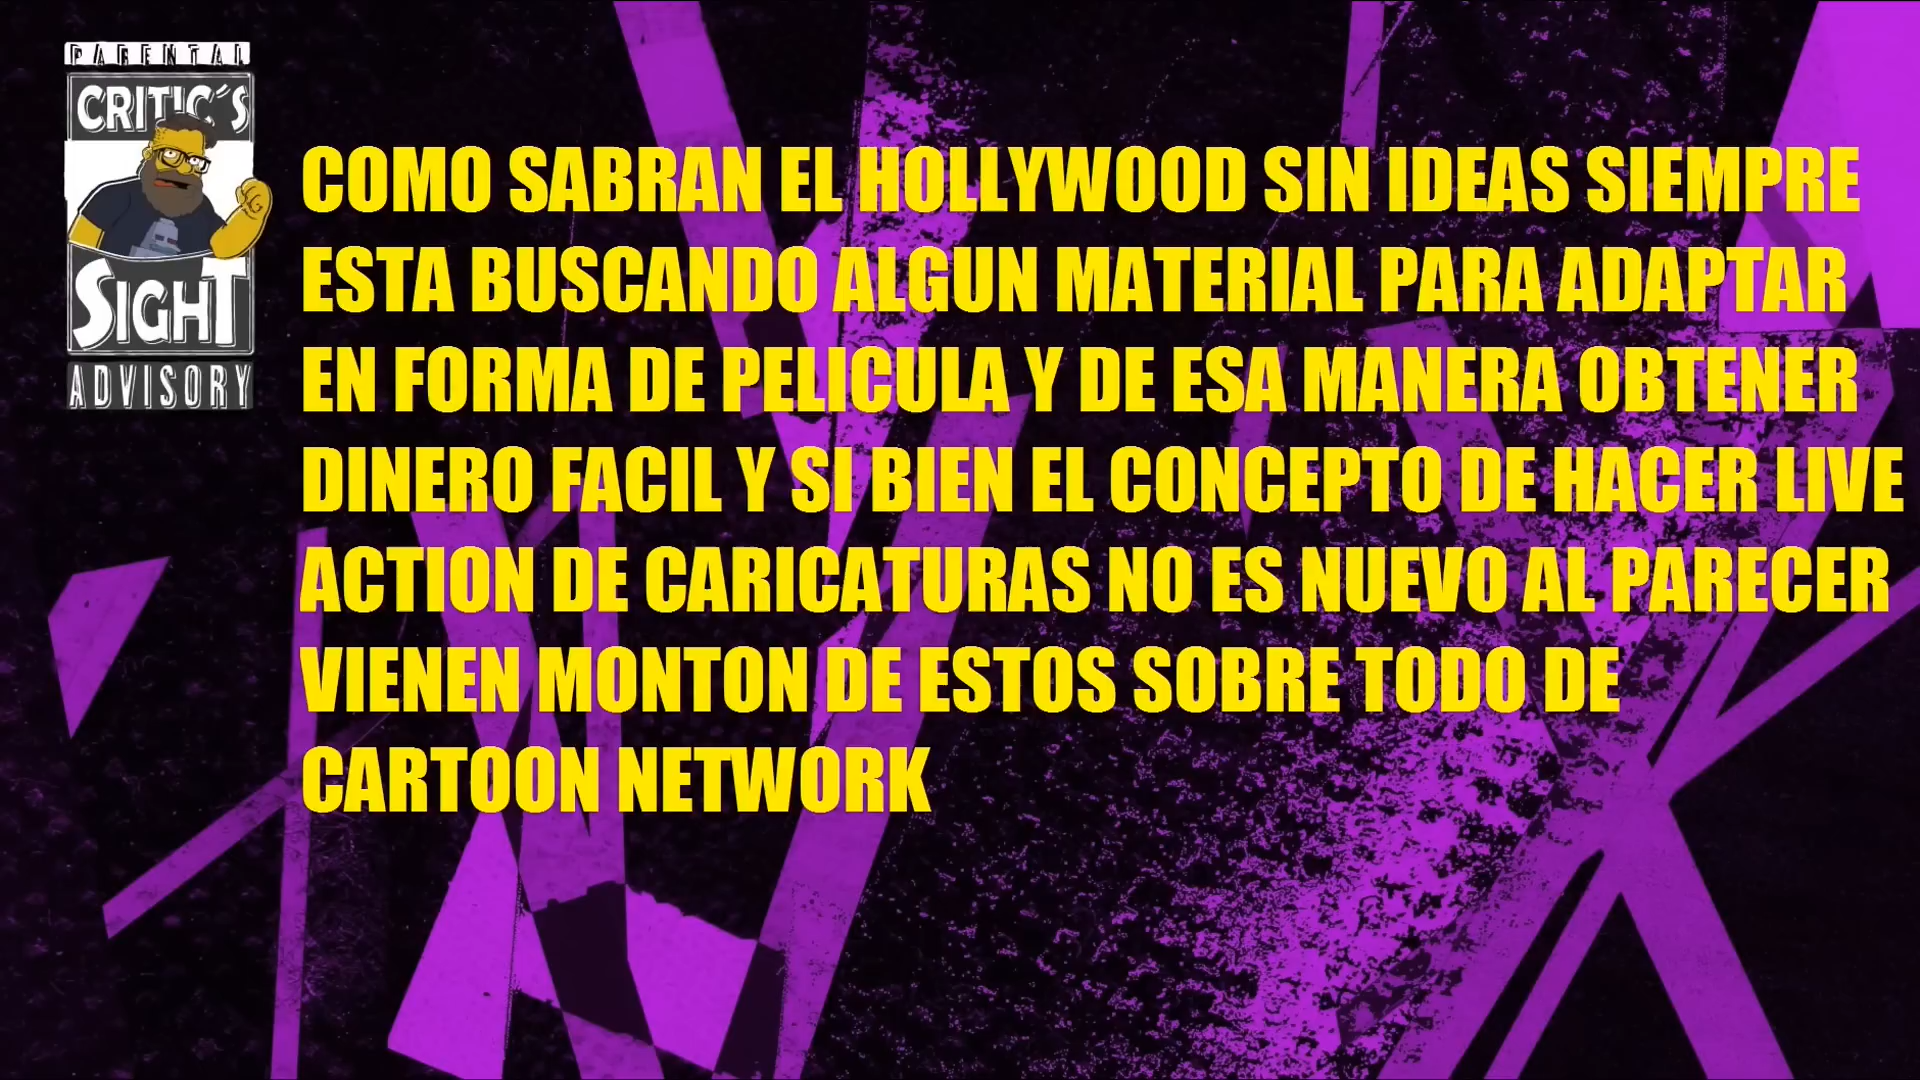 PARENTAL
CRITIC´S
SIGHT
ADVISORY
COMO SABRAN EL HOLLYWOOD SIN IDEAS SIEMPRE
ESTA BUSCANDO ALGUN MATERIAL PARA ADAPTAR
EN FORMA DE PELICULA Y DE ESA MANERA OBTENER
DINERO FACIL Y SI BIEN EL CONCEPTO DE HACER LIVE
ACTION DE CARICATURAS NO ES NUEVO AL PARECER
VIENEN MONTON DE ESTOS SOBRE TODO DE
CARTOON NETWORK